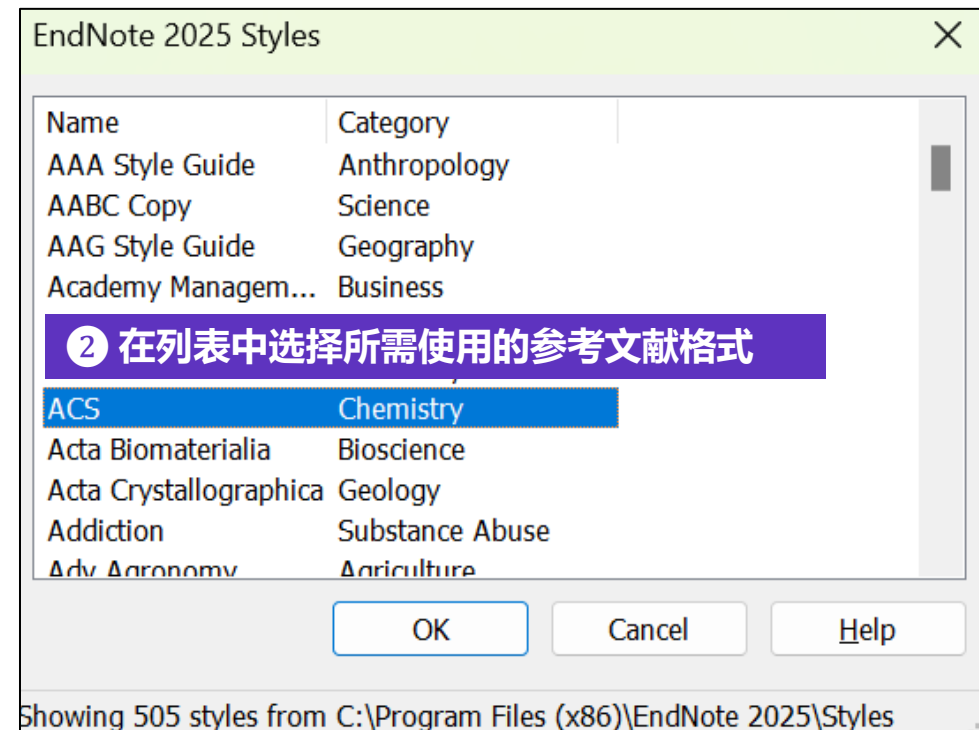 EndNote 2025 Styles
Name Category
AAA Style Guide Anthropology
AABC Copy Science
AAG Style Guide Geography
Academy Managem... Business
❷ 在列表中选择所需使用的参考文献格式
ACS Chemistry
Acta Biomaterialia Bioscience
Acta Crystallographica Geology
Addiction Substance Abuse
Adv Agronomy Agriculture
OK Cancel Help
Showing 505 styles from C:\Program Files (x86)\EndNote 2025\Styles